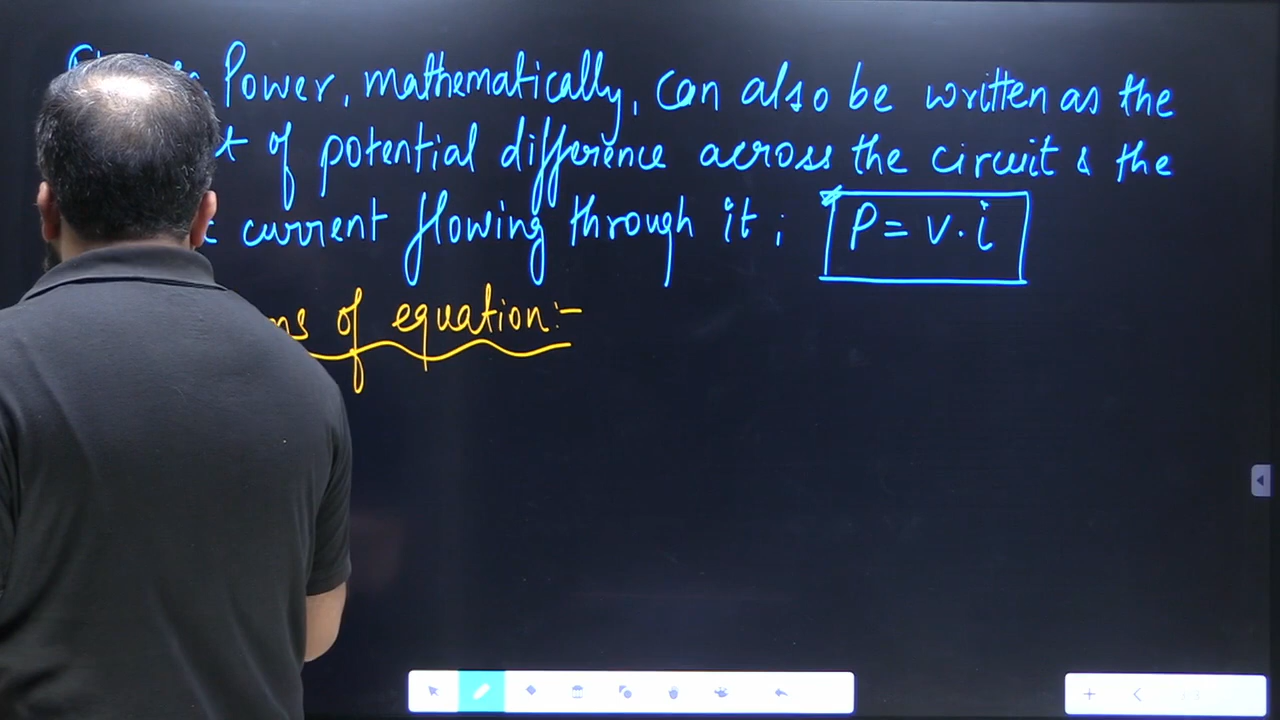 Power, mathematically, can also be written as the
of potential difference across the circuit & the
current flowing through it; P = V. i
of equation:-